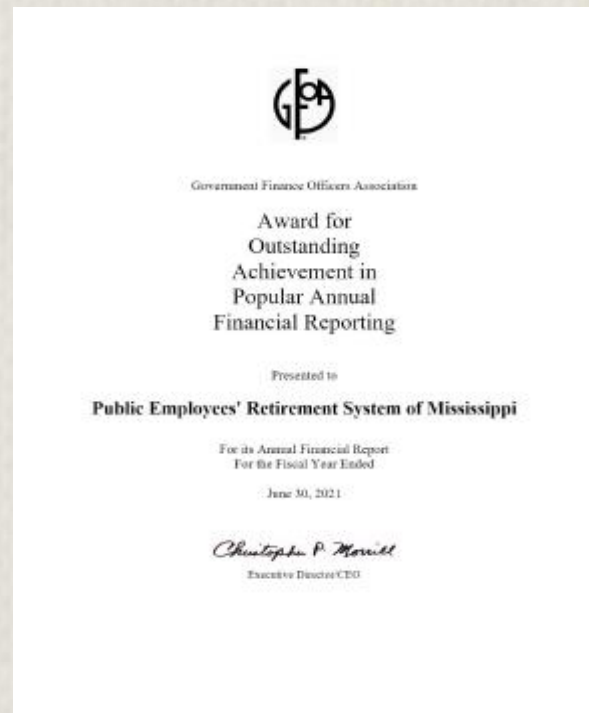 GFOA
Government Finance Officers Association
Award for
Outstanding
Achievement in
Popular Annual
Financial Reporting
Presented to
Public Employees' Retirement System of Mississippi
For its Annual Financial Report
For the Fiscal Year Ended
June 30, 2021
Christopher P. Morrill
Executive Director/CEO